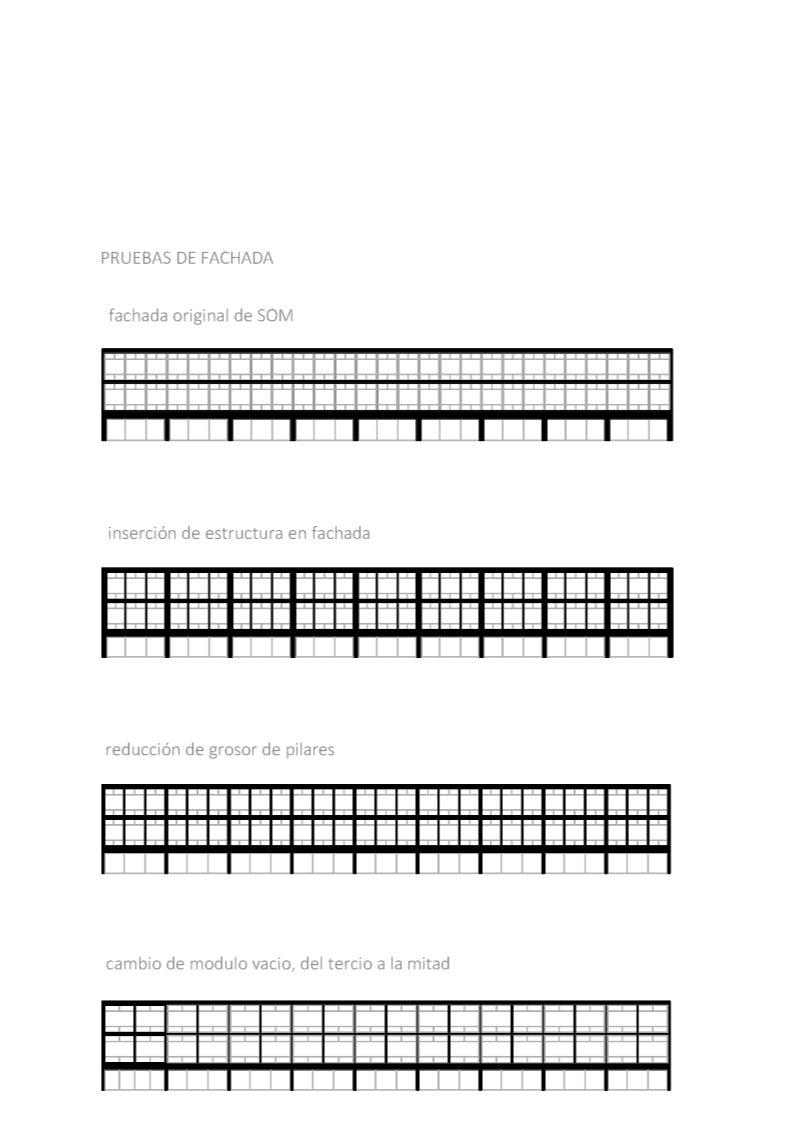 PRUEBAS DE FACHADA
fachada original de SOM
inserción de estructura en fachada
reducción de grosor de pilares
cambio de modulo vacio, del tercio a la mitad